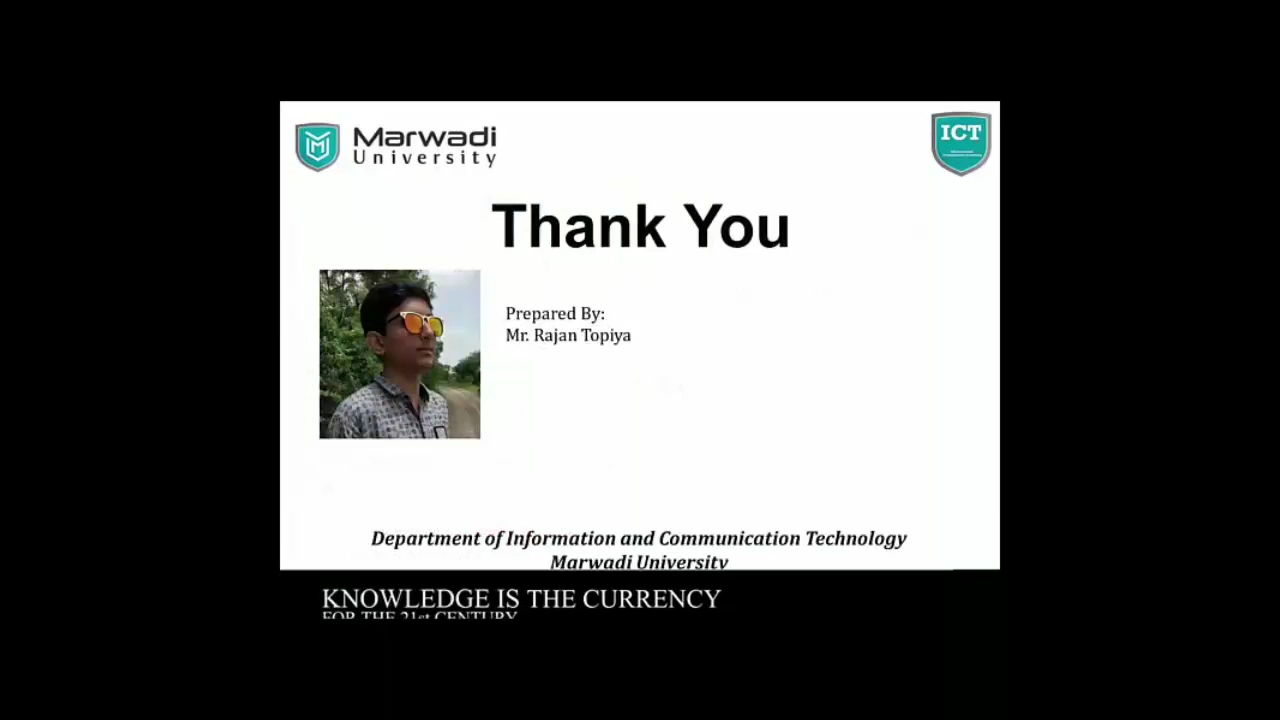 Marwadi
University
ICT
Thank You
Prepared By:
Mr. Rajan Topiya
Department of Information and Communication Technology
Marwadi University
KNOWLEDGE IS THE CURRENCY
FOR THE 21st CENTURY